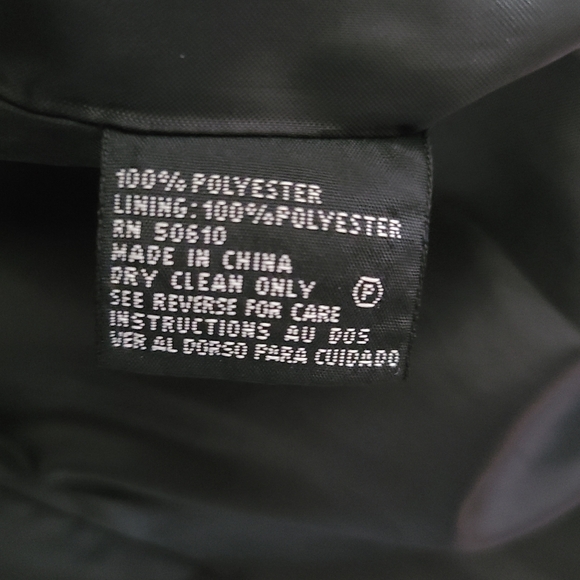 100% POLYESTER
LINING: 100% POLYESTER
RN 50610
MADE IN CHINA
DRY CLEAN ONLY P
SEE REVERSE FOR CARE
INSTRUCTIONS AU DOS
VER AL DORSO PARA CUIDADO